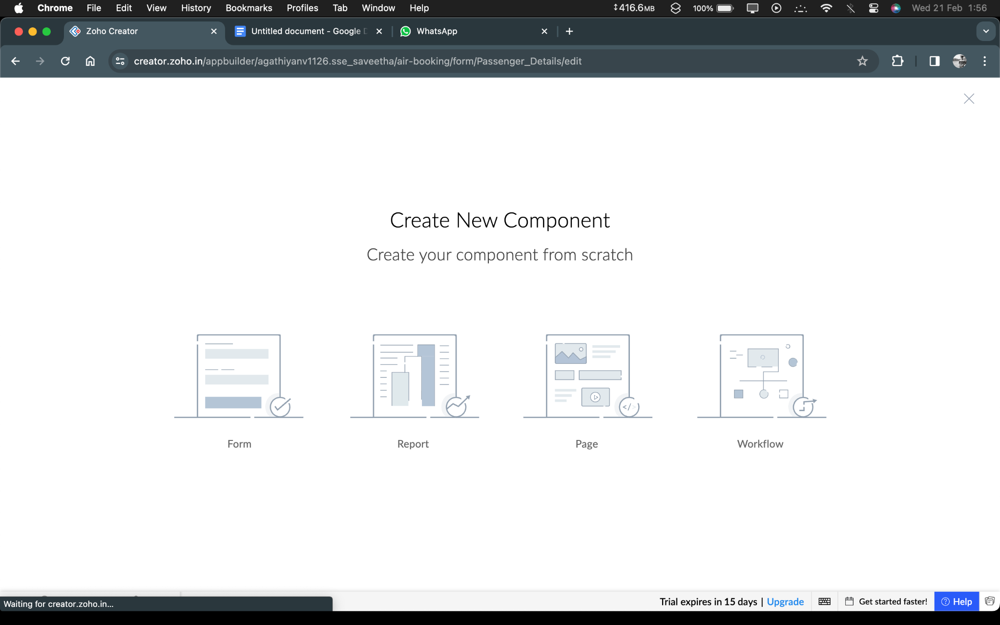 Chrome File Edit View History Bookmarks Profiles Tab Window Help 416.6MB 100% Wed 21 Feb 1:56
Zoho Creator Untitled document - Google WhatsApp
creator.zoho.in/appbuilder/agathiyanv1126.sse_saveetha/air-booking/form/Passenger_Details/edit
Create New Component
Create your component from scratch
Form Report Page Workflow
Waiting for creator.zoho.in... Trial expires in 15 days | Upgrade Get started faster! Help